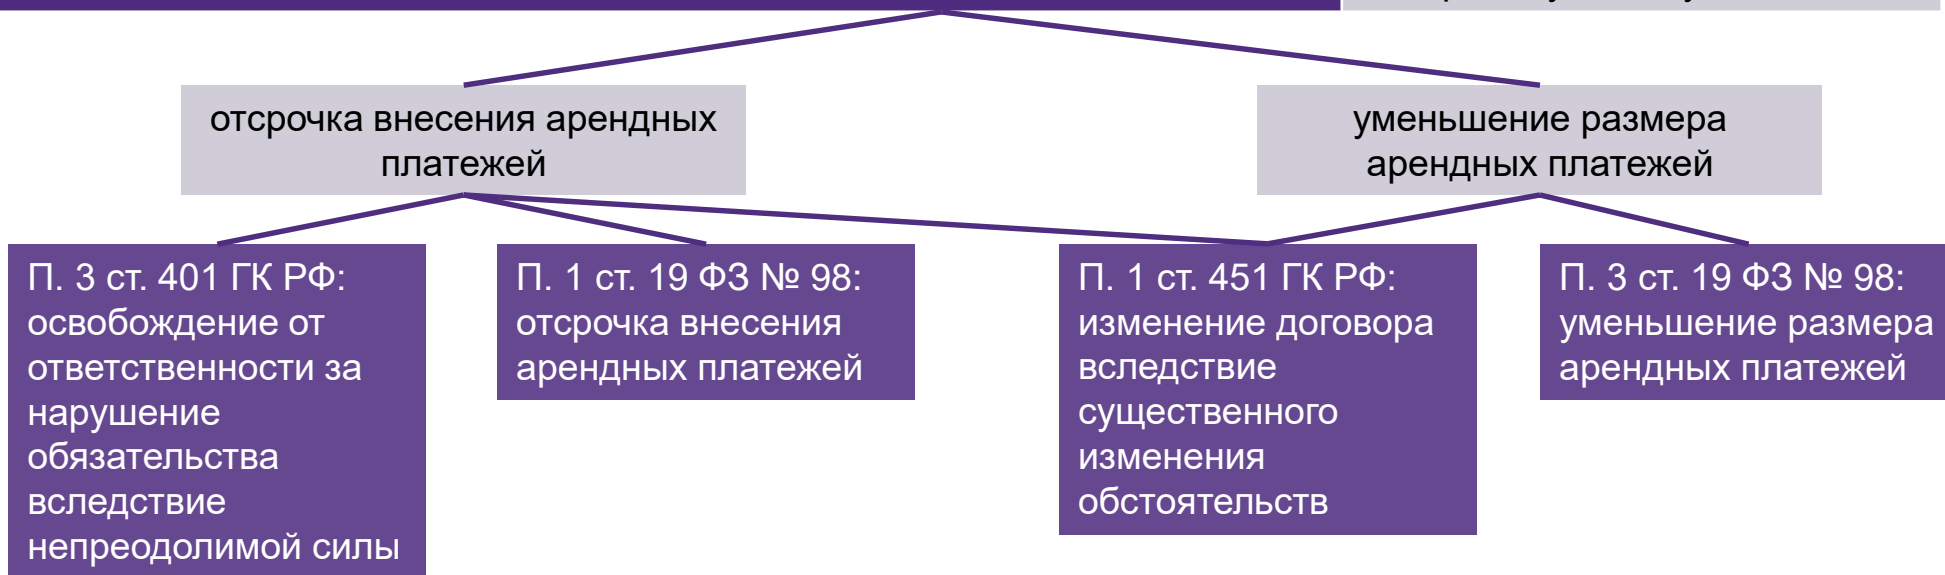 отсрочка внесения арендных
платежей
уменьшение размера
арендных платежей
П. 3 ст. 401 ГК РФ:
освобождение от
ответственности за
нарушение
обязательства
вследствие
непреодолимой силы
П. 1 ст. 19 ФЗ № 98:
отсрочка внесения
арендных платежей
П. 1 ст. 451 ГК РФ:
изменение договора
вследствие
существенного
изменения
обстоятельств
П. 3 ст. 19 ФЗ № 98:
уменьшение размера
арендных платежей